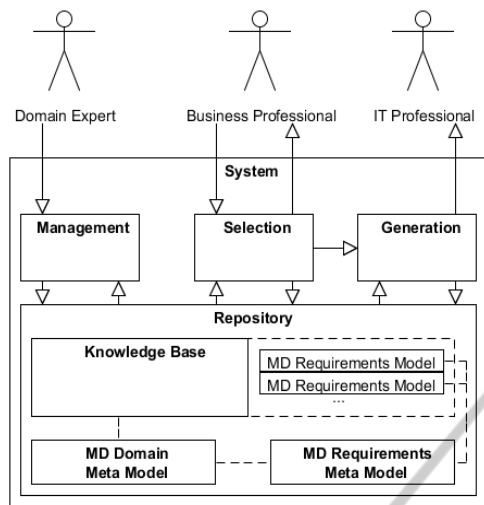 Domain Expert Business Professional IT Professional
System
Management Selection Generation
Repository
Knowledge Base
MD Requirements Model
MD Requirements Model
...
MD Domain MD Requirements
Meta Model Meta Model